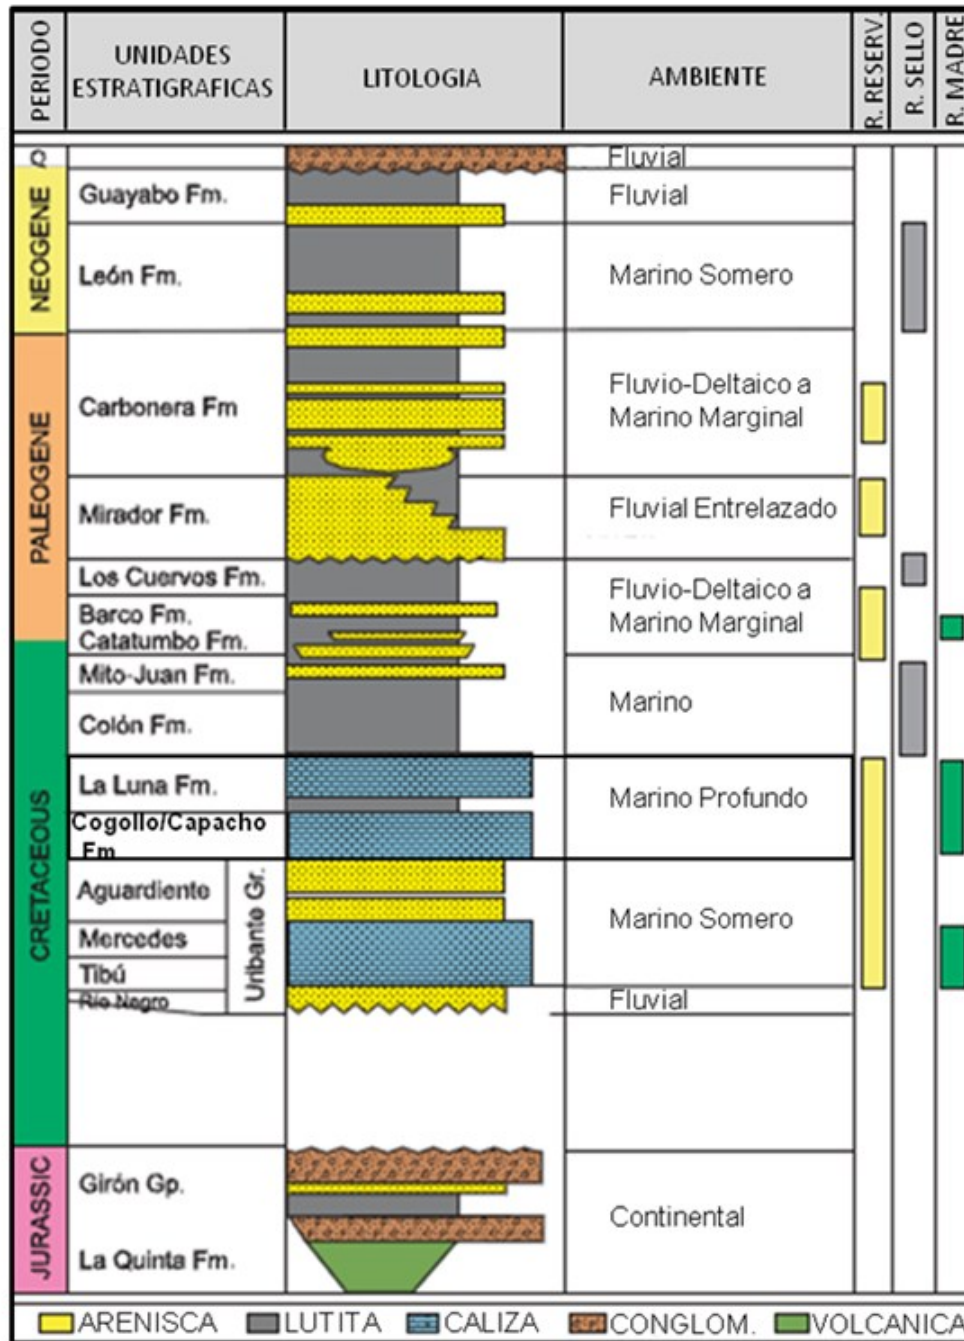 PERIODO
UNIDADES
ESTRATIGRAFICAS
LITOLOGIA
AMBIENTE
R. RESERV.
R. SELLO
R. MADRE
Q
Fluvial
NEOGENE
Guayabo Fm.
Fluvial
León Fm.
Marino Somero
PALEOGENE
Carbonera Fm
Fluvio-Deltaico a
Marino Marginal
Mirador Fm.
Fluvial Entrelazado
Los Cuervos Fm.
Barco Fm.
Catatumbo Fm.
Fluvio-Deltaico a
Marino Marginal
CRETACEOUS
Mito-Juan Fm.
Colón Fm.
Marino
La Luna Fm.
Cogollo/Capacho
Fm
Marino Profundo
Aguardiente
Mercedes
Tibú
Río Negro
Uribante Gr.
Marino Somero
Fluvial
JURASSIC
Girón Gp.
La Quinta Fm.
Continental
ARENISCA
LUTITA
CALIZA
CONGLOM.
VOLCANICA